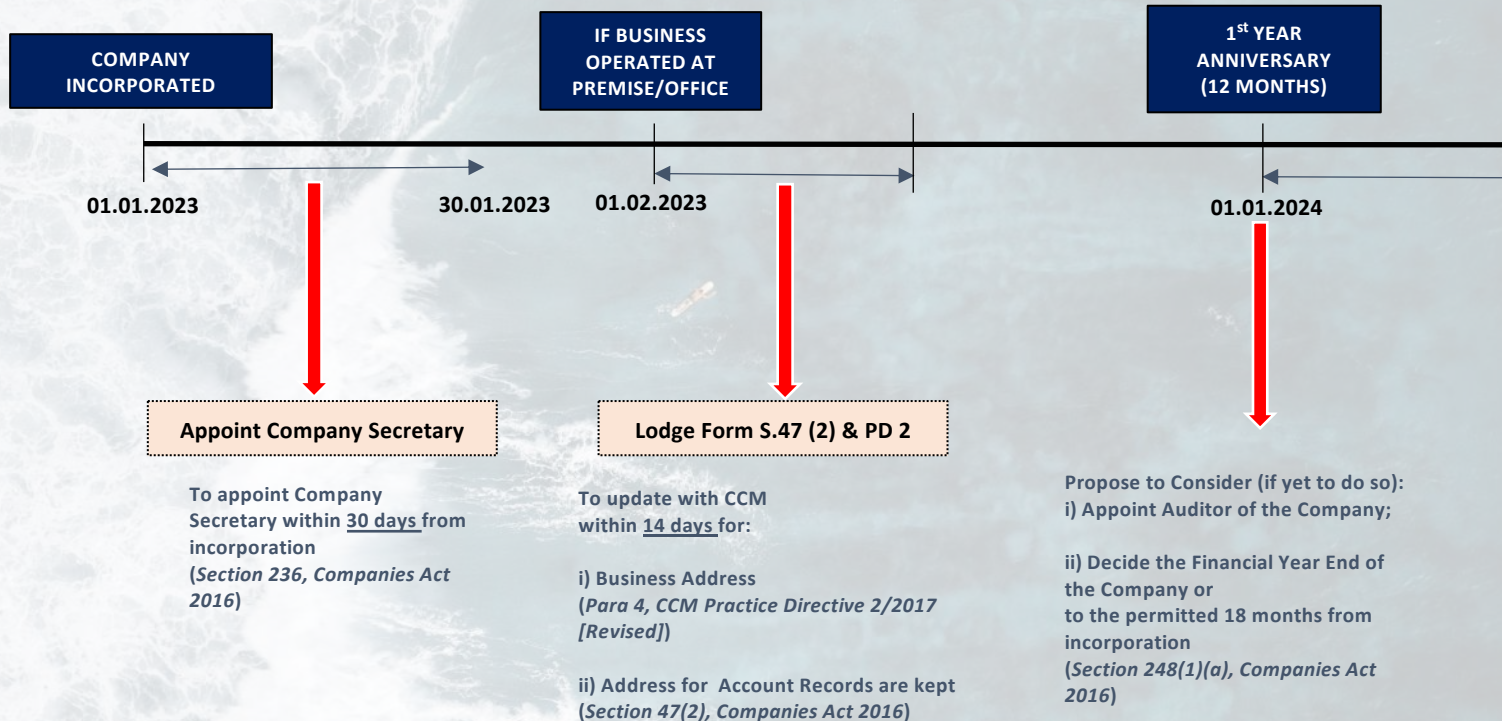 COMPANY
INCORPORATED
IF BUSINESS
OPERATED AT
PREMISE/OFFICE
1st YEAR
ANNIVERSARY
(12 MONTHS)
01.01.2023
30.01.2023
01.02.2023
01.01.2024
Appoint Company Secretary
To appoint Company
Secretary within 30 days from
incorporation
(Section 236, Companies Act
2016)
Lodge Form S.47 (2) & PD 2
To update with CCM
within 14 days for:
i) Business Address
(Para 4, CCM Practice Directive 2/2017
[Revised])
ii) Address for Account Records are kept
(Section 47(2), Companies Act 2016)
Propose to Consider (if yet to do so):
i) Appoint Auditor of the Company;
ii) Decide the Financial Year End of
the Company or
to the permitted 18 months from
incorporation
(Section 248(1)(a), Companies Act
2016)